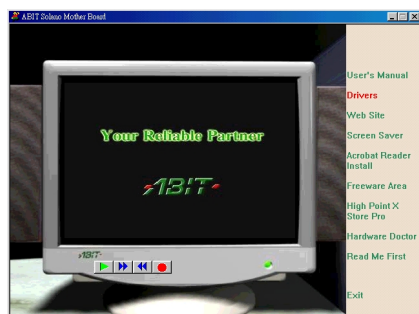 ABIT Solano Mother Board
User's Manual
Drivers
Web Site
Screen Saver
Acrobat Reader
Install
Freeware Area
High Point X
Store Pro
Hardware Doctor
Read Me First
Exit
Your Reliable Partner
ABIT
ABIT